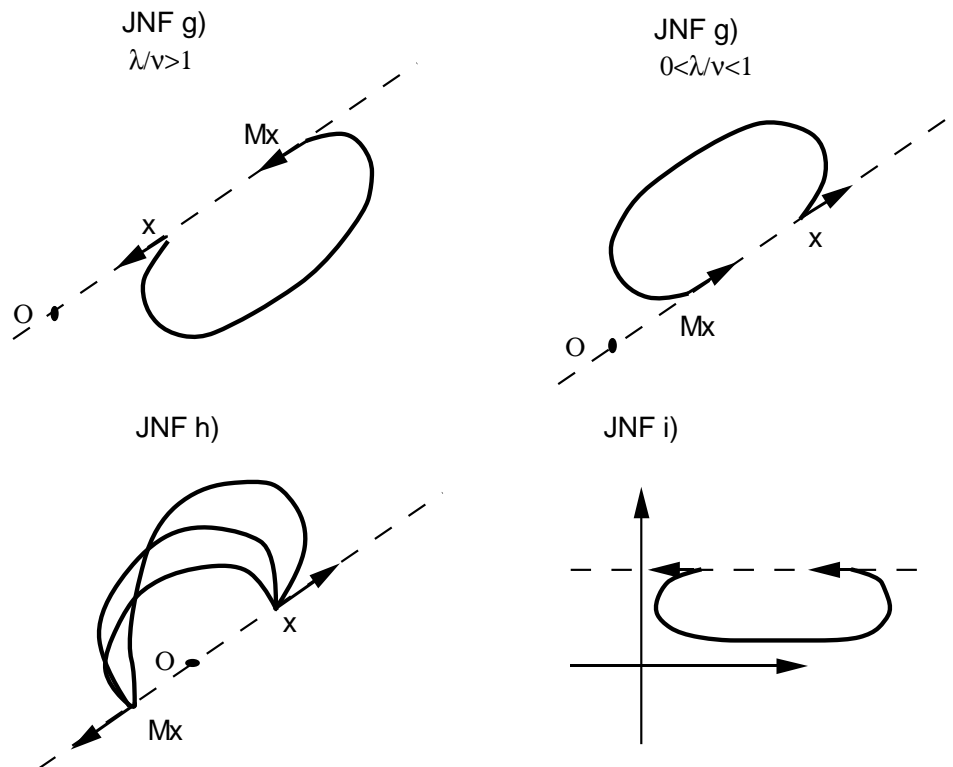 JNF g)
λ/ν>1
Mx
x
O
JNF g)
0<λ/ν<1
x
Mx
O
JNF h)
x
O
Mx
JNF i)